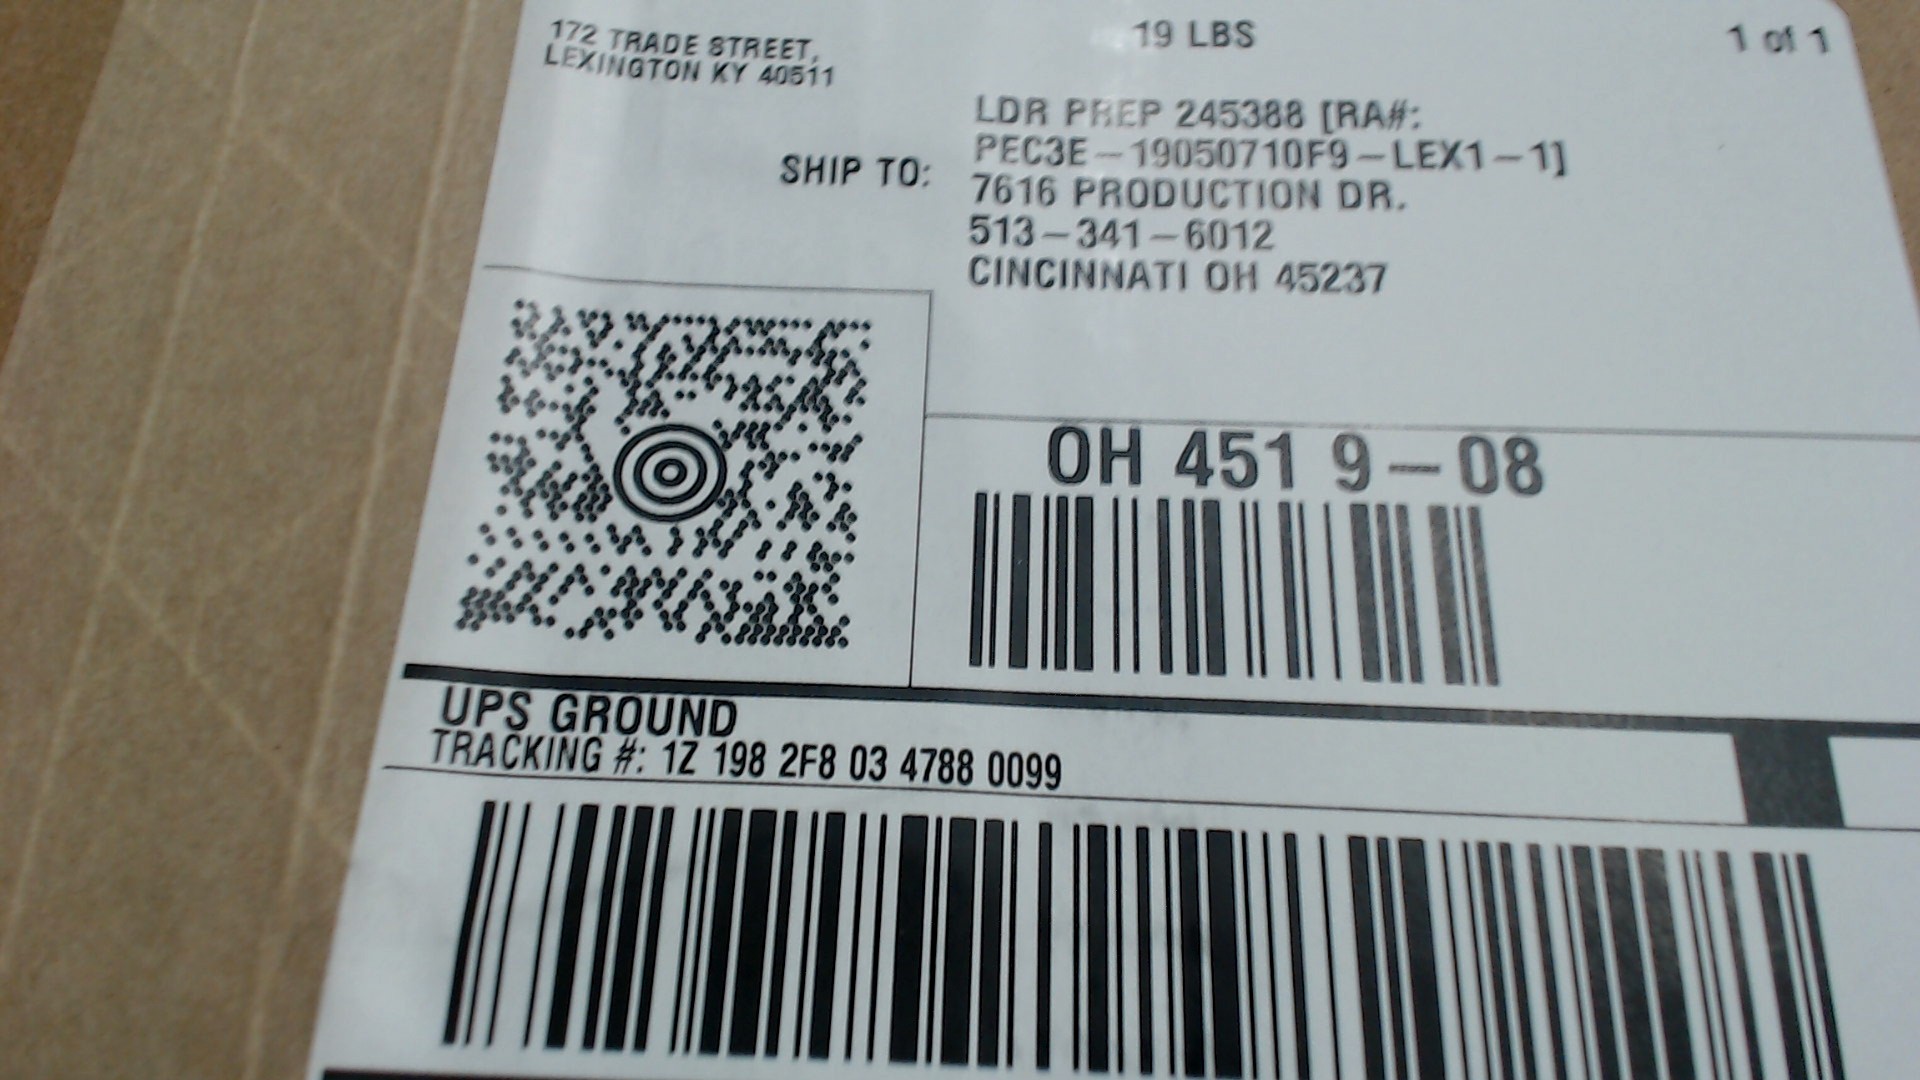 172 TRADE STREET,
LEXINGTON KY 40511
19 LBS
1 of 1
SHIP TO:
LDR PREP 245388 [RA#:
PEC3E-19050710F9-LEX1-1]
7616 PRODUCTION DR.
513-341-6012
CINCINNATI OH 45237
OH 451 9-08
UPS GROUND
TRACKING #: 1Z 198 2F8 03 4788 0099